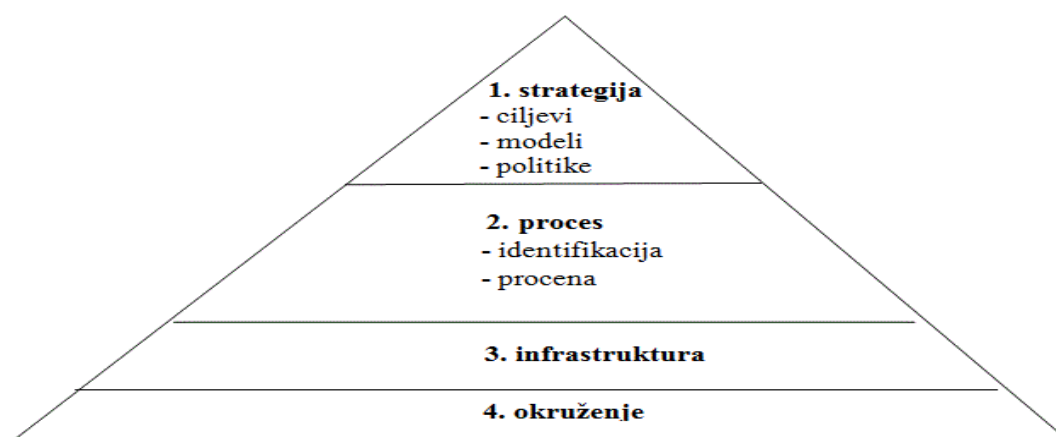 1. strategija
- ciljevi
- modeli
- politike
2. proces
- identifikacija
- procena
3. infrastruktura
4. okruženje